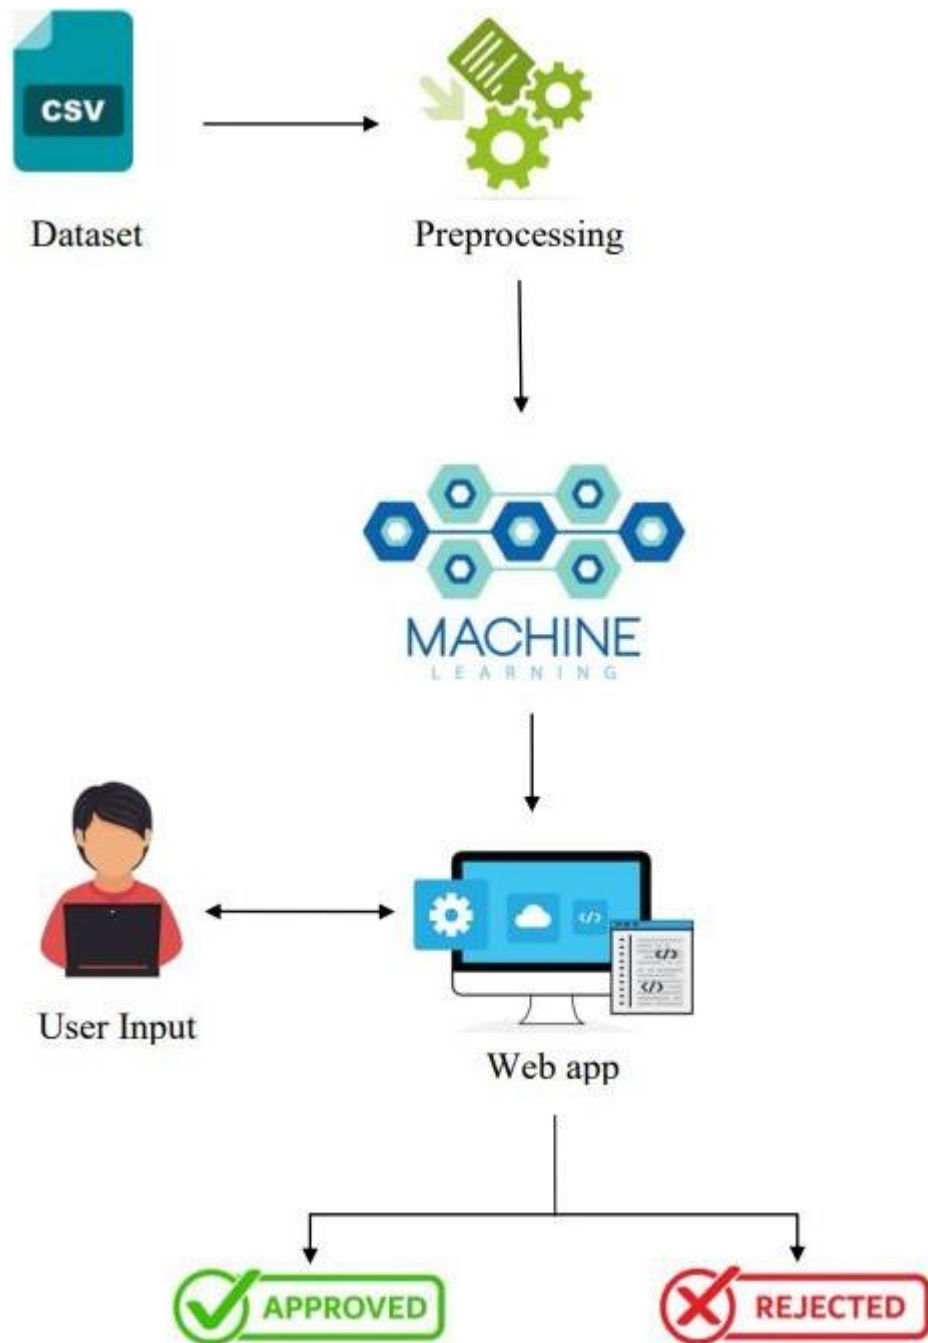 CSV
Dataset
Preprocessing
MACHINE
LEARNING
User Input
</>
</>
</>
Web app
APPROVED
REJECTED